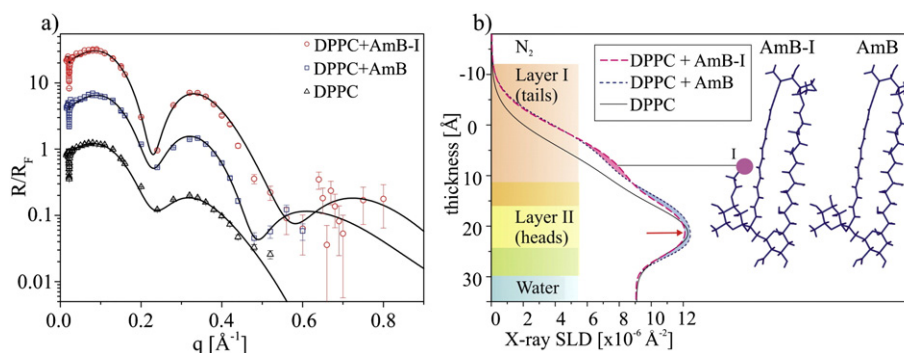 a)
DPPC+AmB-I
DPPC+AmB
DPPC
R/R_F
10
1
0.1
0.01
0.0 0.2 0.4 0.6 0.8
q [Å⁻¹]
b)
N₂
Layer I
(tails)
Layer II
(heads)
Water
-10
0
10
20
30
thickness [Å]
0 2 4 6 8 10 12
X-ray SLD [x10⁻⁶ Å⁻²]
DPPC + AmB-I
DPPC + AmB
DPPC
I
AmB-I
AmB